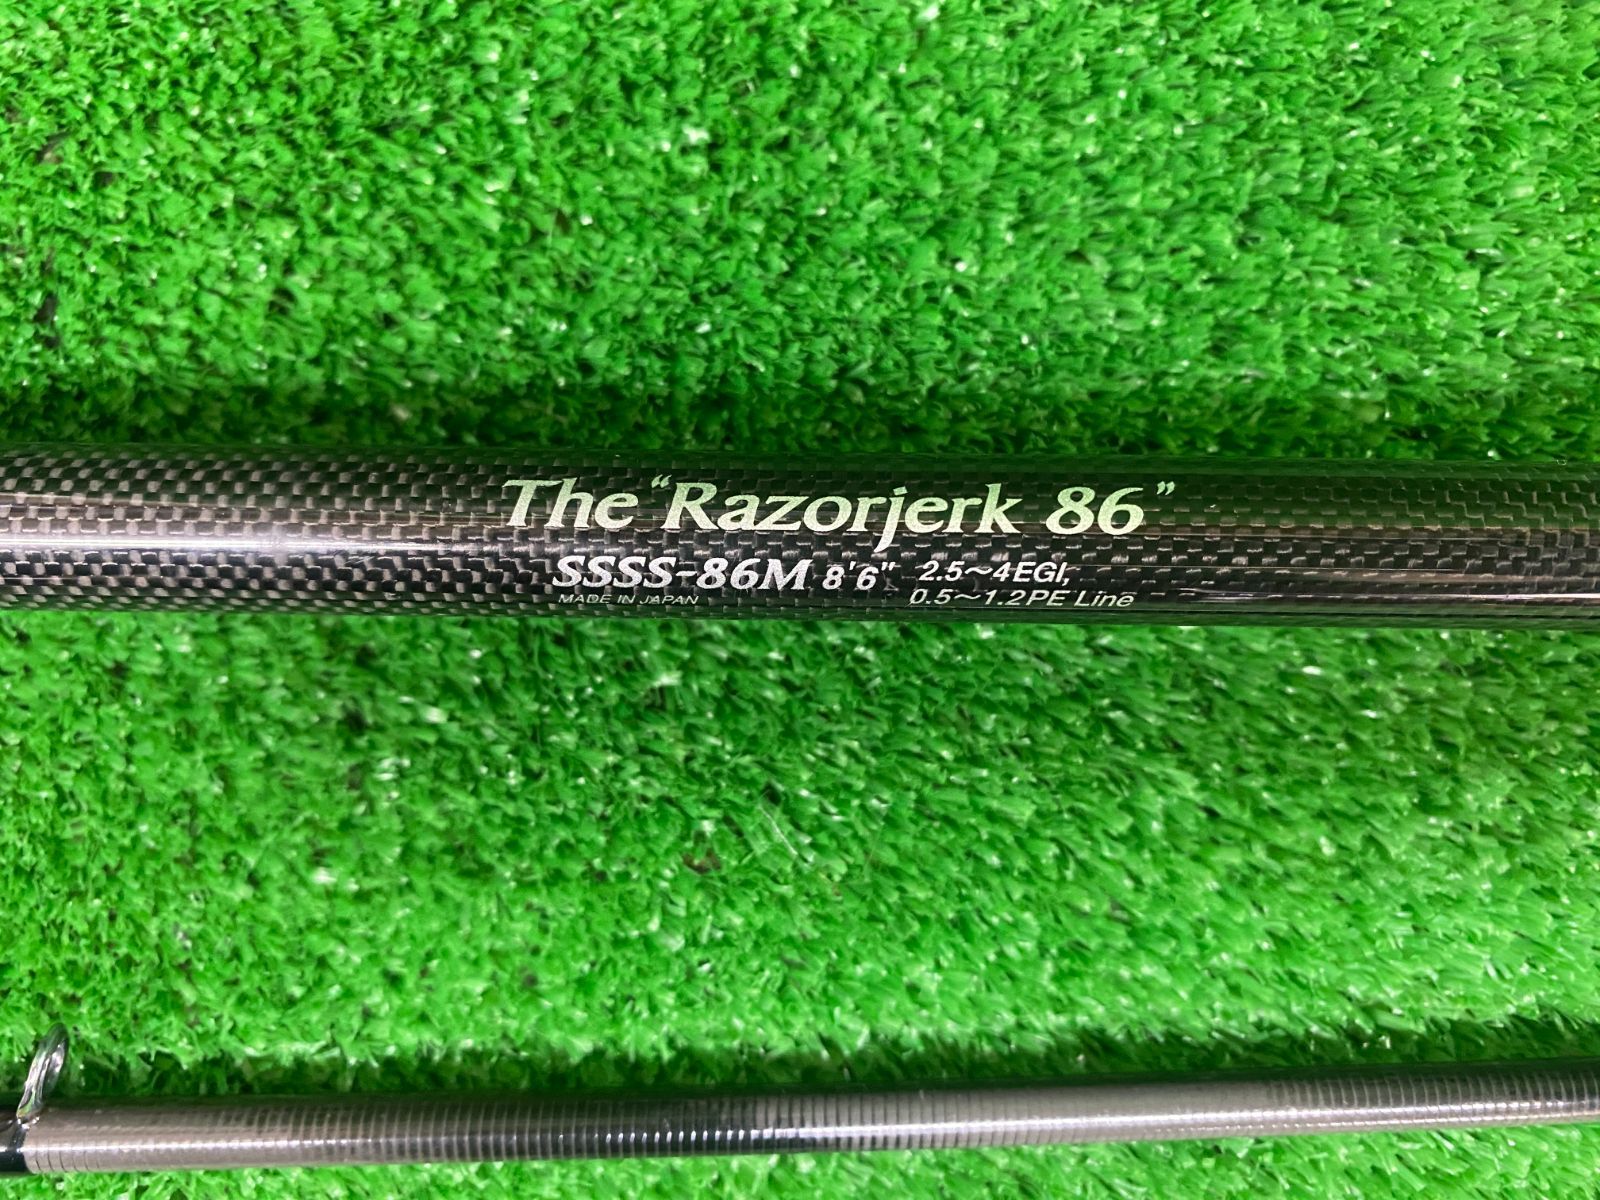 The "Razorjerk 86"
SSSS-86M 8'6" 2.5~4EGI,
MADE IN JAPAN 0.5~1.2PE Line